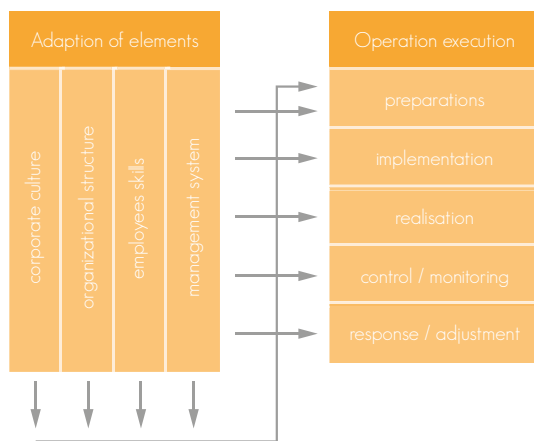 Adaption of elements
corporate culture
organizational structure
employees skills
management system
Operation execution
preparations
implementation
realisation
control / monitoring
response / adjustment